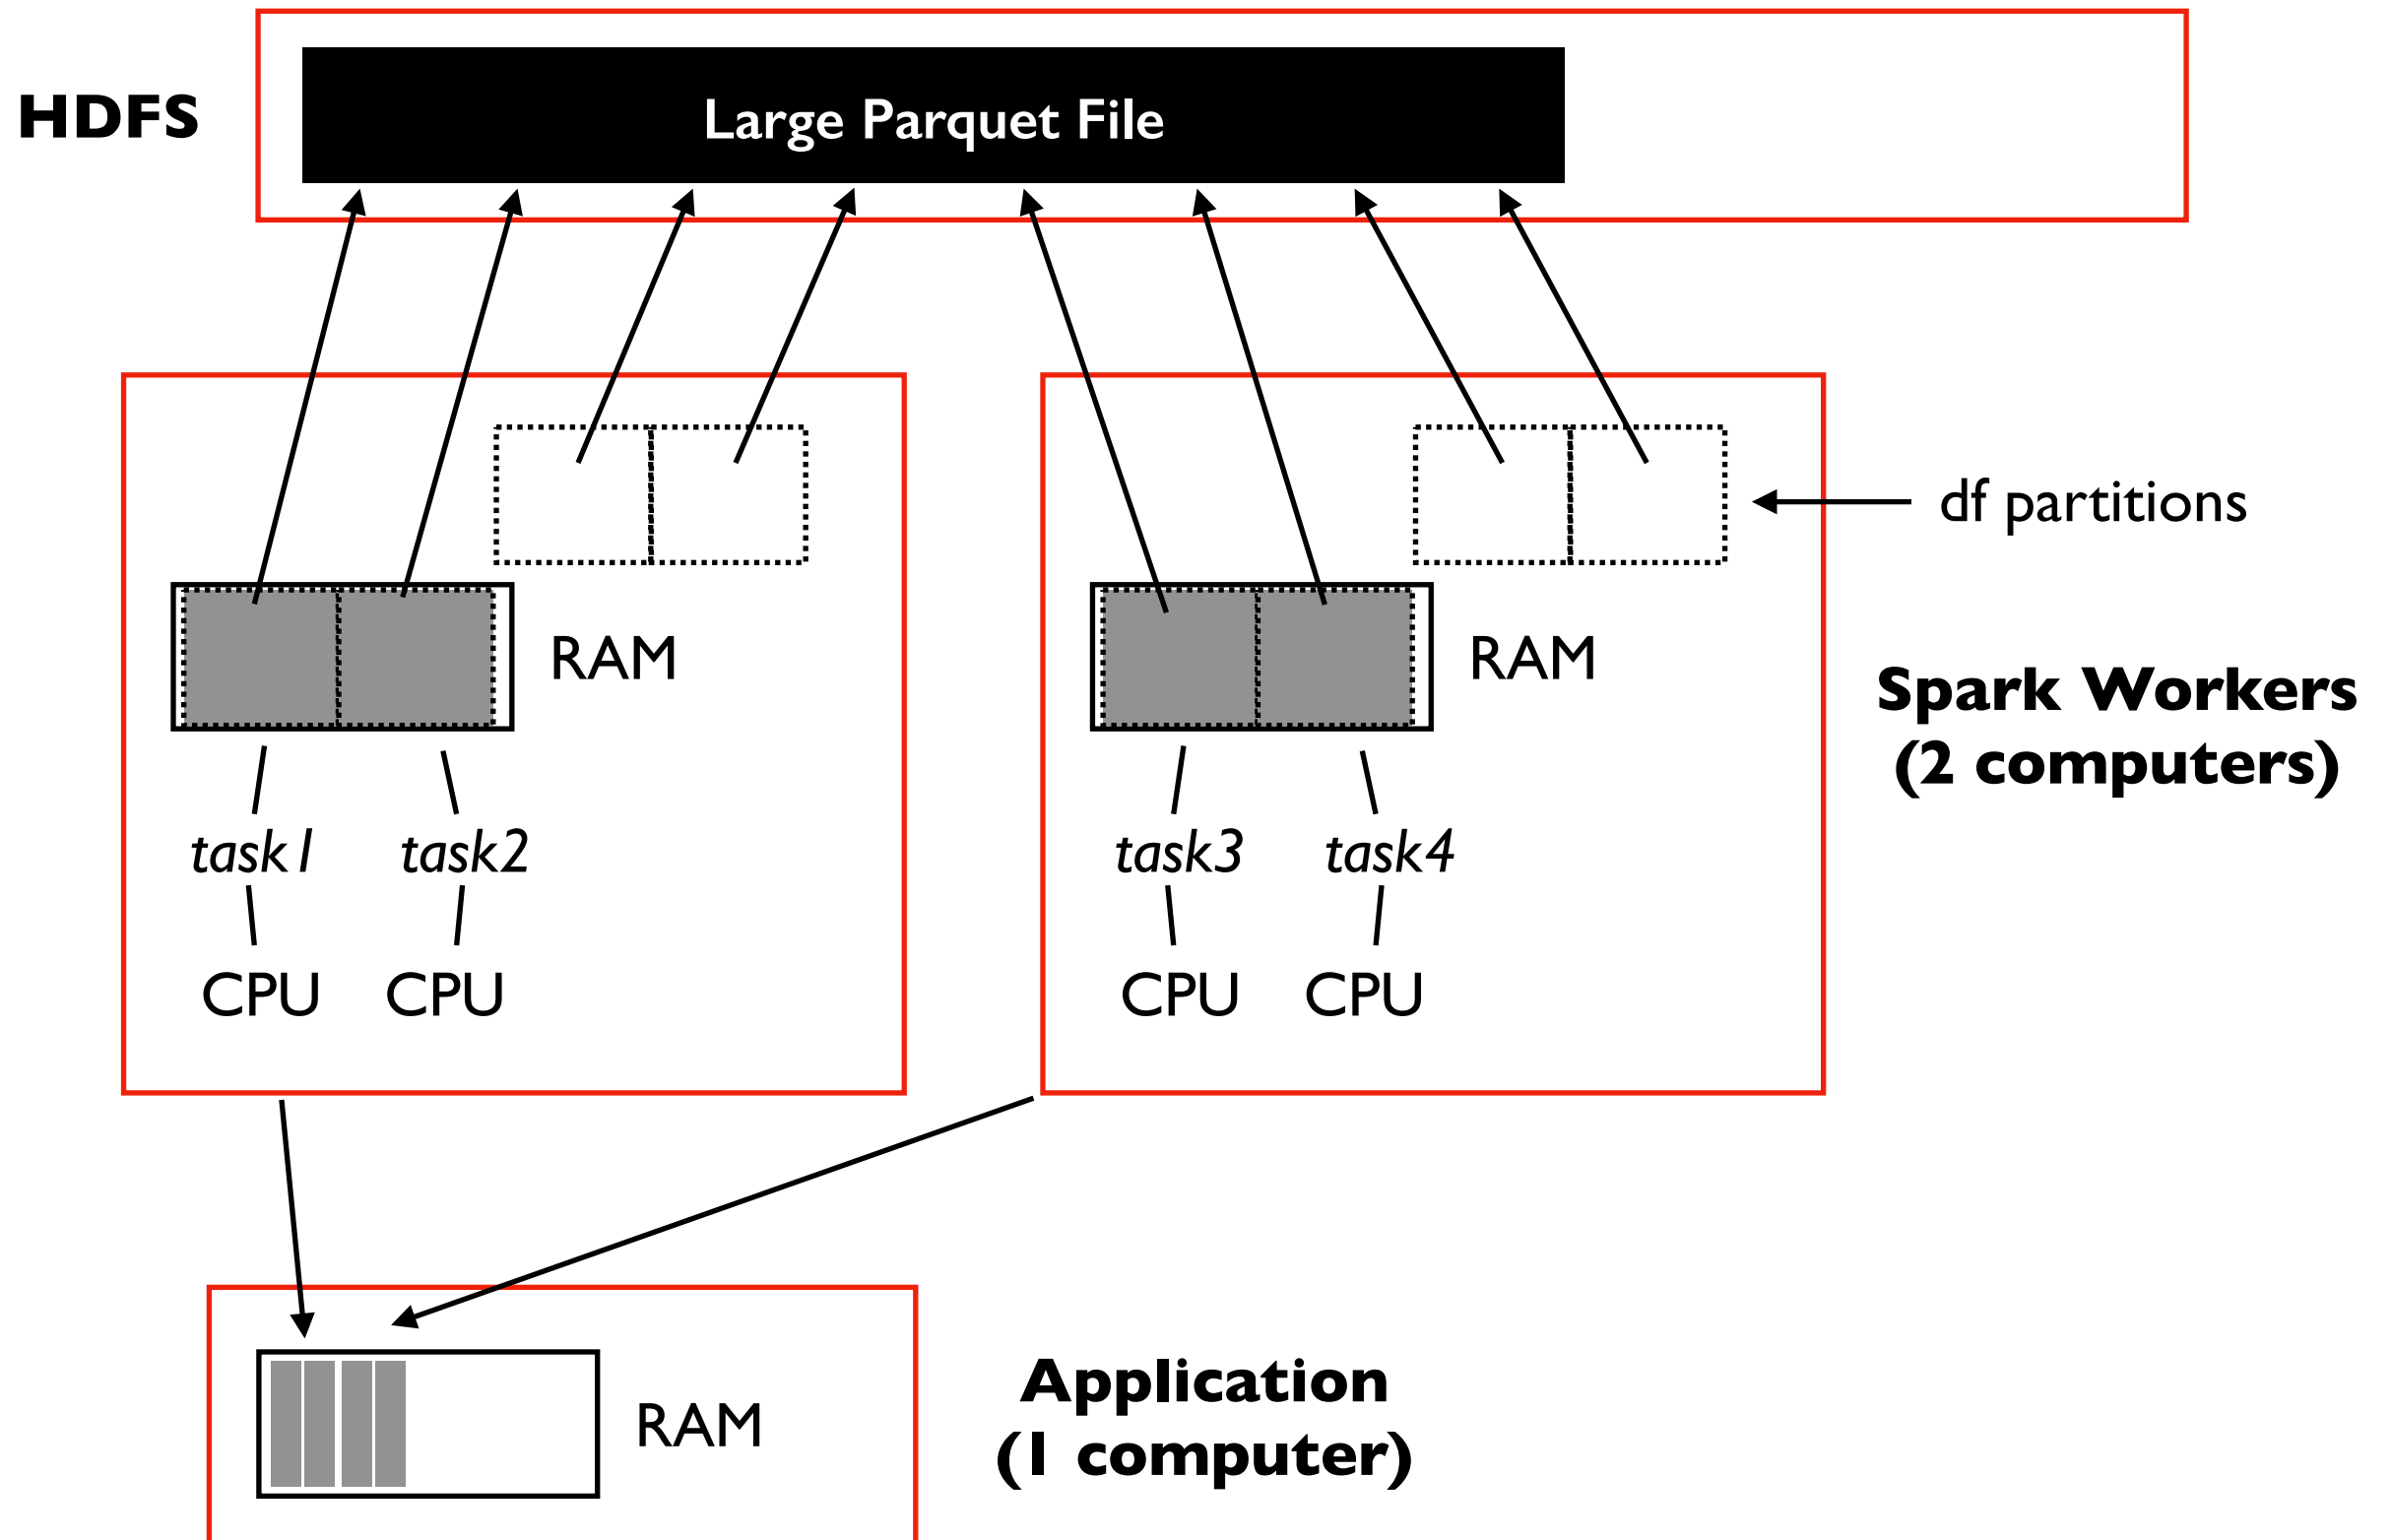 HDFS
Large Parquet File
df partitions
RAM
RAM
Spark Workers
(2 computers)
task1
task2
task3
task4
CPU
CPU
CPU
CPU
RAM
Application
(1 computer)